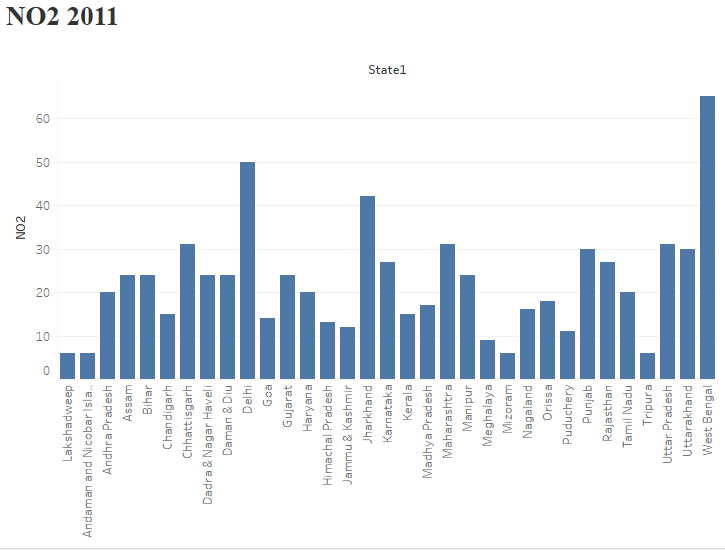 NO2 2011
State1
NO2
60
50
40
30
20
10
0
Lakshadweep
Andaman and Nicobar Isla..
Andhra Pradesh
Assam
Bihar
Chandigarh
Chhattisgarh
Dadra & Nagar Haveli
Daman & Diu
Delhi
Goa
Gujarat
Haryana
Himachal Pradesh
Jammu & Kashmir
Jharkhand
Karnataka
Kerala
Madhya Pradesh
Maharashtra
Manipur
Meghalaya
Mizoram
Nagaland
Orissa
Puduchery
Punjab
Rajasthan
Tamil Nadu
Tripura
Uttar Pradesh
Uttarakhand
West Bengal